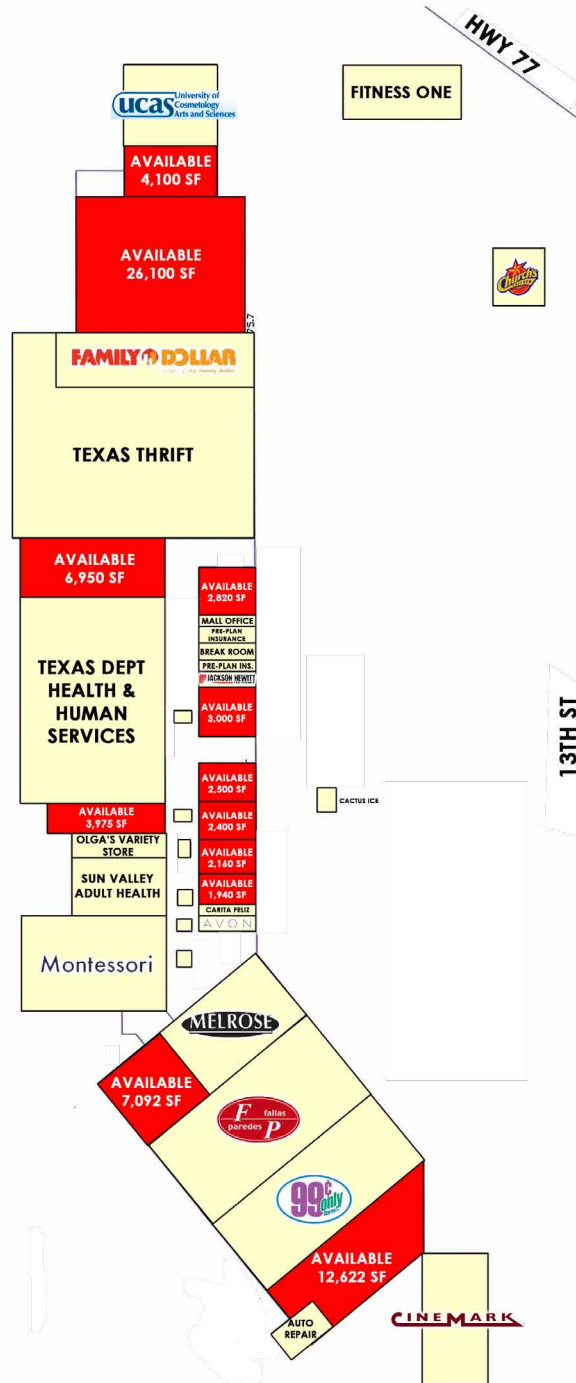 HWY 77
FITNESS ONE
ucas University of
Cosmetology
Arts and Sciences
AVAILABLE
4,100 SF
AVAILABLE
26,100 SF
Church's
75.7
FAMILY DOLLAR
TEXAS THRIFT
AVAILABLE
6,950 SF
AVAILABLE
2,820 SF
MALL OFFICE
PRE-PLAN
INSURANCE
BREAK ROOM
PRE-PLAN INS.
JACKSON HEWITT
TEXAS DEPT
HEALTH &
HUMAN
SERVICES
AVAILABLE
3,000 SF
13TH ST
AVAILABLE
2,500 SF
CACTUS ICE
AVAILABLE
3,975 SF
AVAILABLE
2,400 SF
OLGA'S VARIETY
STORE
AVAILABLE
2,160 SF
SUN VALLEY
ADULT HEALTH
AVAILABLE
1,940 SF
CARITA FELIZ
AVON
Montessori
MELROSE
AVAILABLE
7,092 SF
F fallas
paredes P
99¢
only
AVAILABLE
12,622 SF
CINEMARK
AUTO
REPAIR